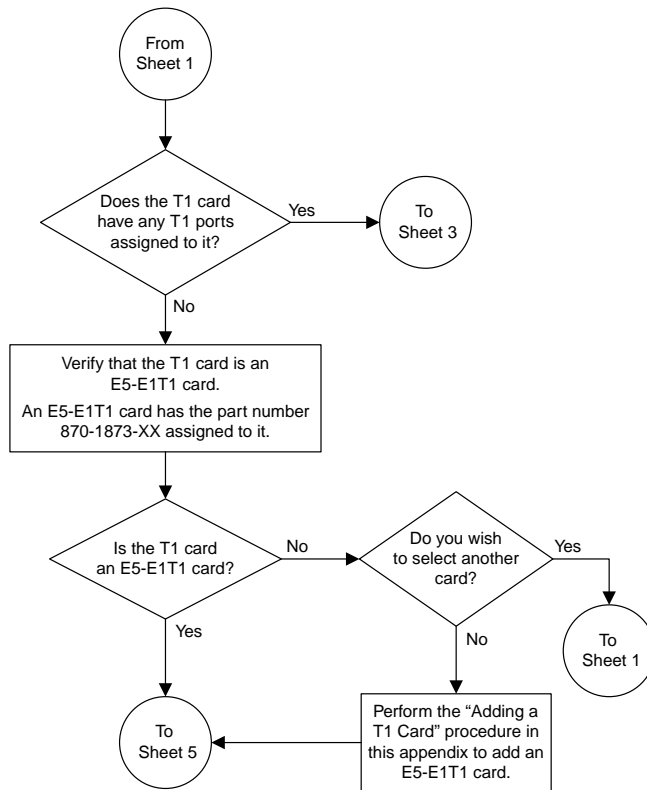 From
Sheet 1
Does the T1 card
have any T1 ports
assigned to it?
Yes
To
Sheet 3
No
Verify that the T1 card is an
E5-E1T1 card.
An E5-E1T1 card has the part number
870-1873-XX assigned to it.
Is the T1 card
an E5-E1T1 card?
No
Do you wish
to select another
card?
Yes
To
Sheet 1
Yes
No
To
Sheet 5
Perform the “Adding a
T1 Card” procedure in
this appendix to add an
E5-E1T1 card.